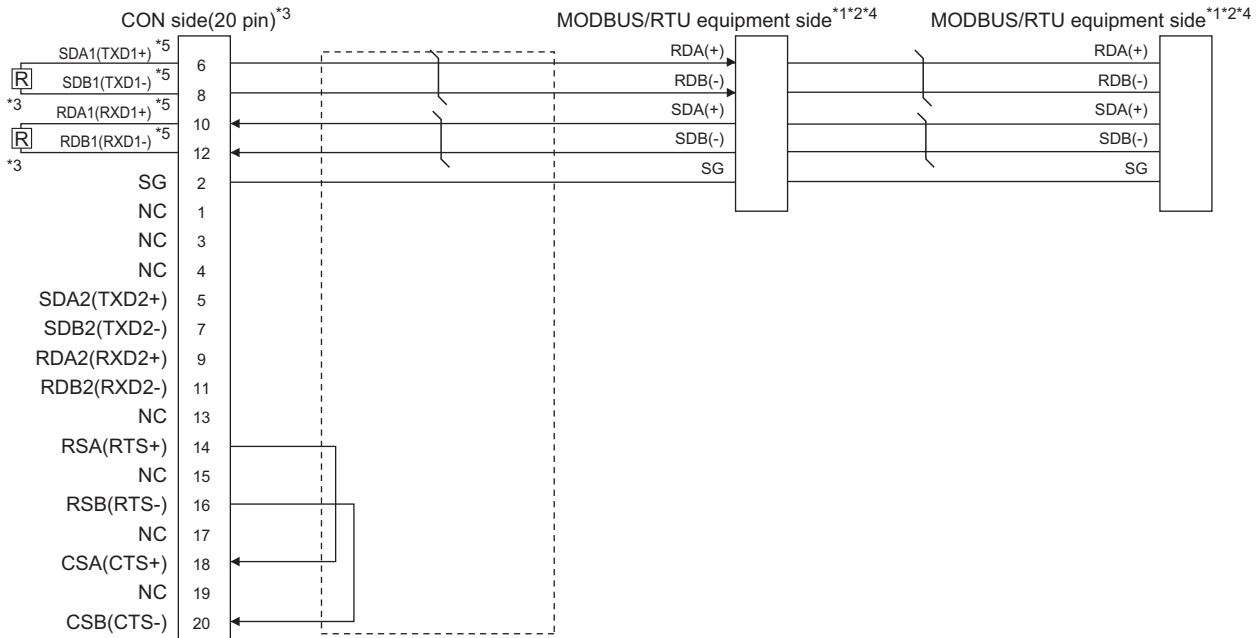 CON side(20 pin)*3 MODBUS/RTU equipment side*1*2*4 MODBUS/RTU equipment side*1*2*4
SDA1(TXD1+) *5 6 RDA(+) RDA(+)
R SDB1(TXD1-) *5 8 RDB(-) RDB(-)
*3 RDA1(RXD1+) *5 10 SDA(+) SDA(+)
R RDB1(RXD1-) *5 12 SDB(-) SDB(-)
*3
SG 2 SG SG
NC 1
NC 3
NC 4
SDA2(TXD2+) 5
SDB2(TXD2-) 7
RDA2(RXD2+) 9
RDB2(RXD2-) 11
NC 13
RSA(RTS+) 14
NC 15
RSB(RTS-) 16
NC 17
CSA(CTS+) 18
NC 19
CSB(CTS-) 20